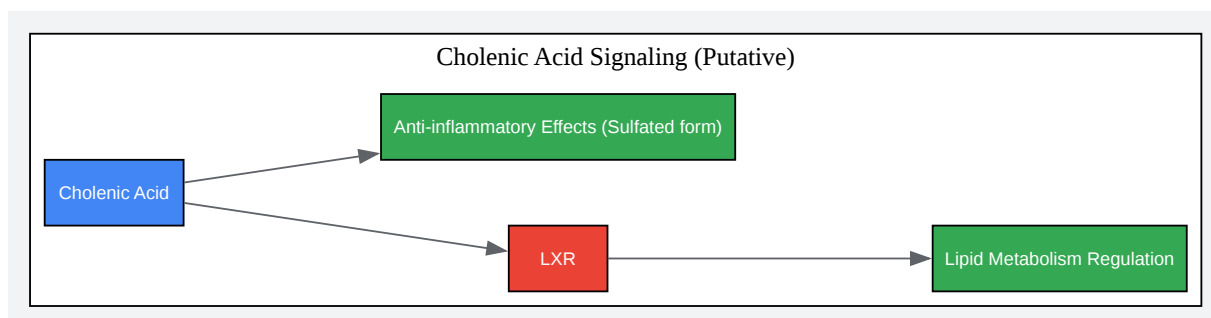 Cholenic Acid Signaling (Putative)
Anti-inflammatory Effects (Sulfated form)
Cholenic Acid
LXR
Lipid Metabolism Regulation